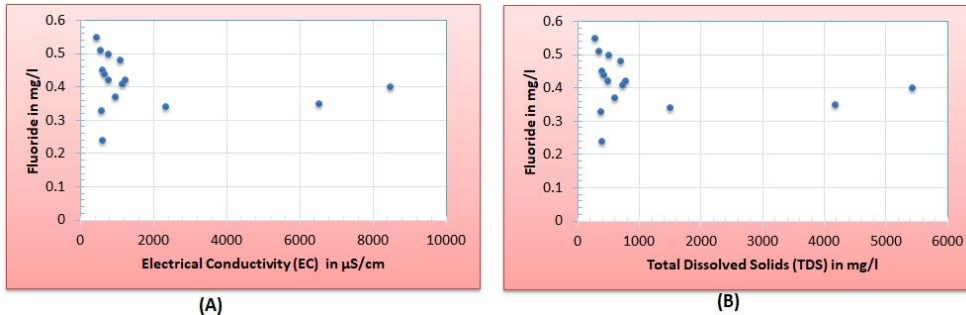 0.6
0.5
0.4
0.3
0.2
0.1
0
Fluoride in mg/l
0 2000 4000 6000 8000 10000
Electrical Conductivity (EC) in µS/cm
(A)
0.6
0.5
0.4
0.3
0.2
0.1
0
Fluoride in mg/l
0 1000 2000 3000 4000 5000 6000
Total Dissolved Solids (TDS) in mg/l
(B)